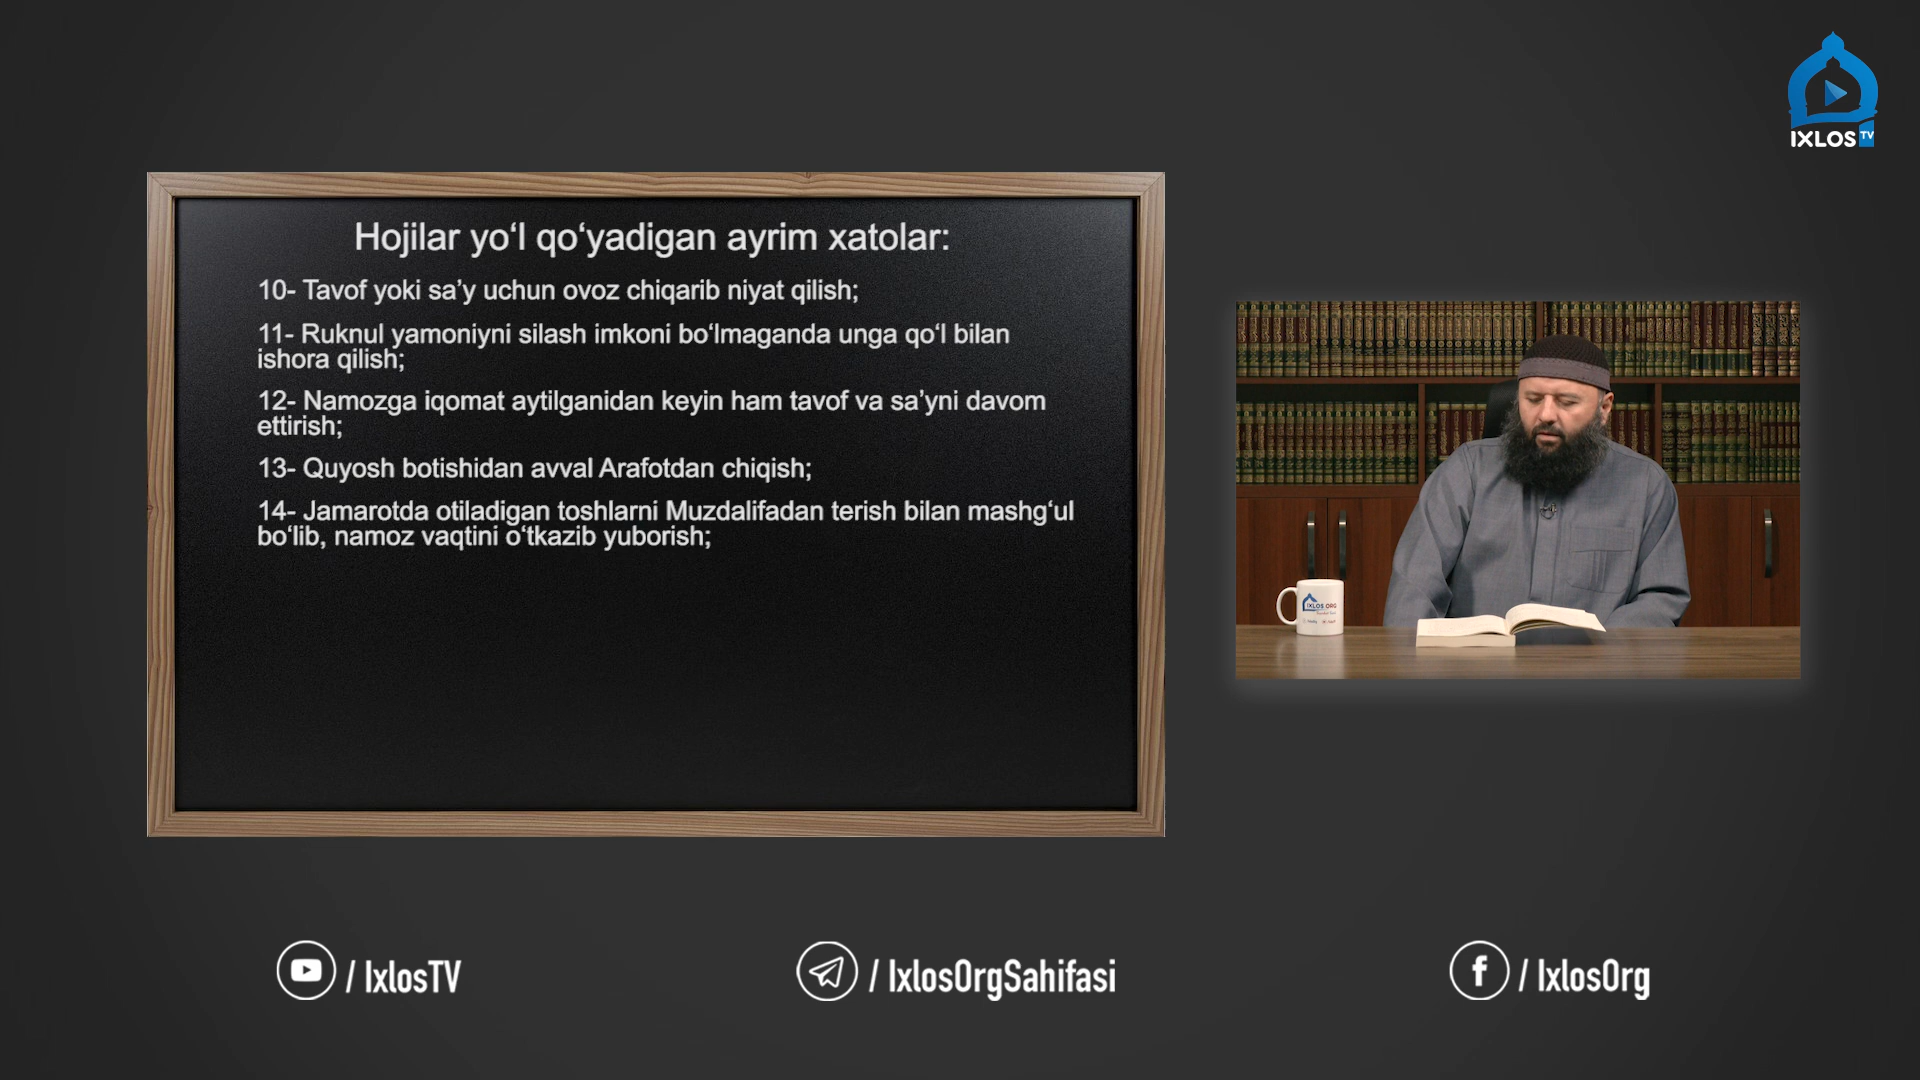 IXLOS TV
Hojilar yo‘l qo‘yadigan ayrim xatolar:
10- Tavof yoki sa’y uchun ovoz chiqarib niyat qilish;
11- Ruknul yamoniyni silash imkoni bo‘lmaganda unga qo‘l bilan
ishora qilish;
12- Namozga iqomat aytilganidan keyin ham tavof va sa’yni davom
ettirish;
13- Quyosh botishidan avval Arafotdan chiqish;
14- Jamarotda otiladigan toshlarni Muzdalifadan terish bilan mashg‘ul
bo‘lib, namoz vaqtini o‘tkazib yuborish;
IXLOS ORG
/ IxlosTV
/ IxlosOrgSahifasi
/ IxlosOrg